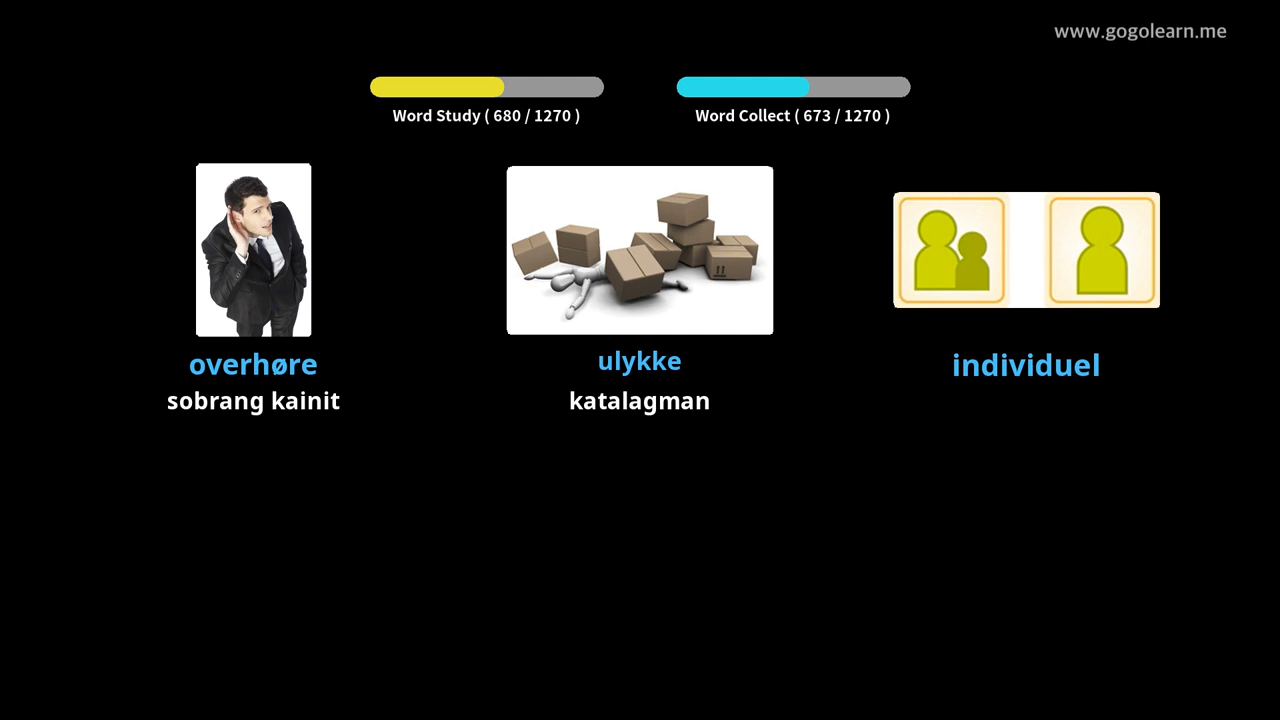 www.gogolearn.me
Word Study ( 680 / 1270 )
Word Collect ( 673 / 1270 )
overhøre
sobrang kainit
ulykke
katalagman
individuel